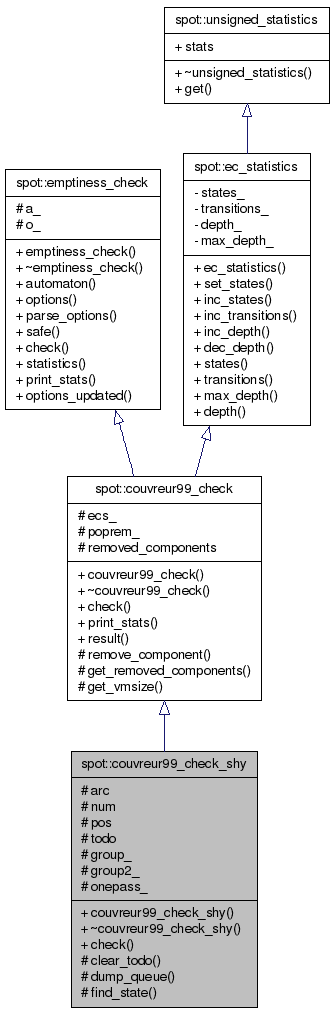 spot::unsigned_statistics
+ stats
+ ~unsigned_statistics()
+ get()
spot::emptiness_check
# a_
# o_
+ emptiness_check()
+ ~emptiness_check()
+ automaton()
+ options()
+ parse_options()
+ safe()
+ check()
+ statistics()
+ print_stats()
+ options_updated()
spot::ec_statistics
- states_
- transitions_
- depth_
- max_depth_
+ ec_statistics()
+ set_states()
+ inc_states()
+ inc_transitions()
+ inc_depth()
+ dec_depth()
+ states()
+ transitions()
+ max_depth()
+ depth()
spot::couvreur99_check
# ecs_
# poprem_
# removed_components
+ couvreur99_check()
+ ~couvreur99_check()
+ check()
+ print_stats()
+ result()
# remove_component()
# get_removed_components()
# get_vmsize()
spot::couvreur99_check_shy
# arc
# num
# pos
# todo
# group_
# group2_
# onepass_
+ couvreur99_check_shy()
+ ~couvreur99_check_shy()
+ check()
# clear_todo()
# dump_queue()
# find_state()